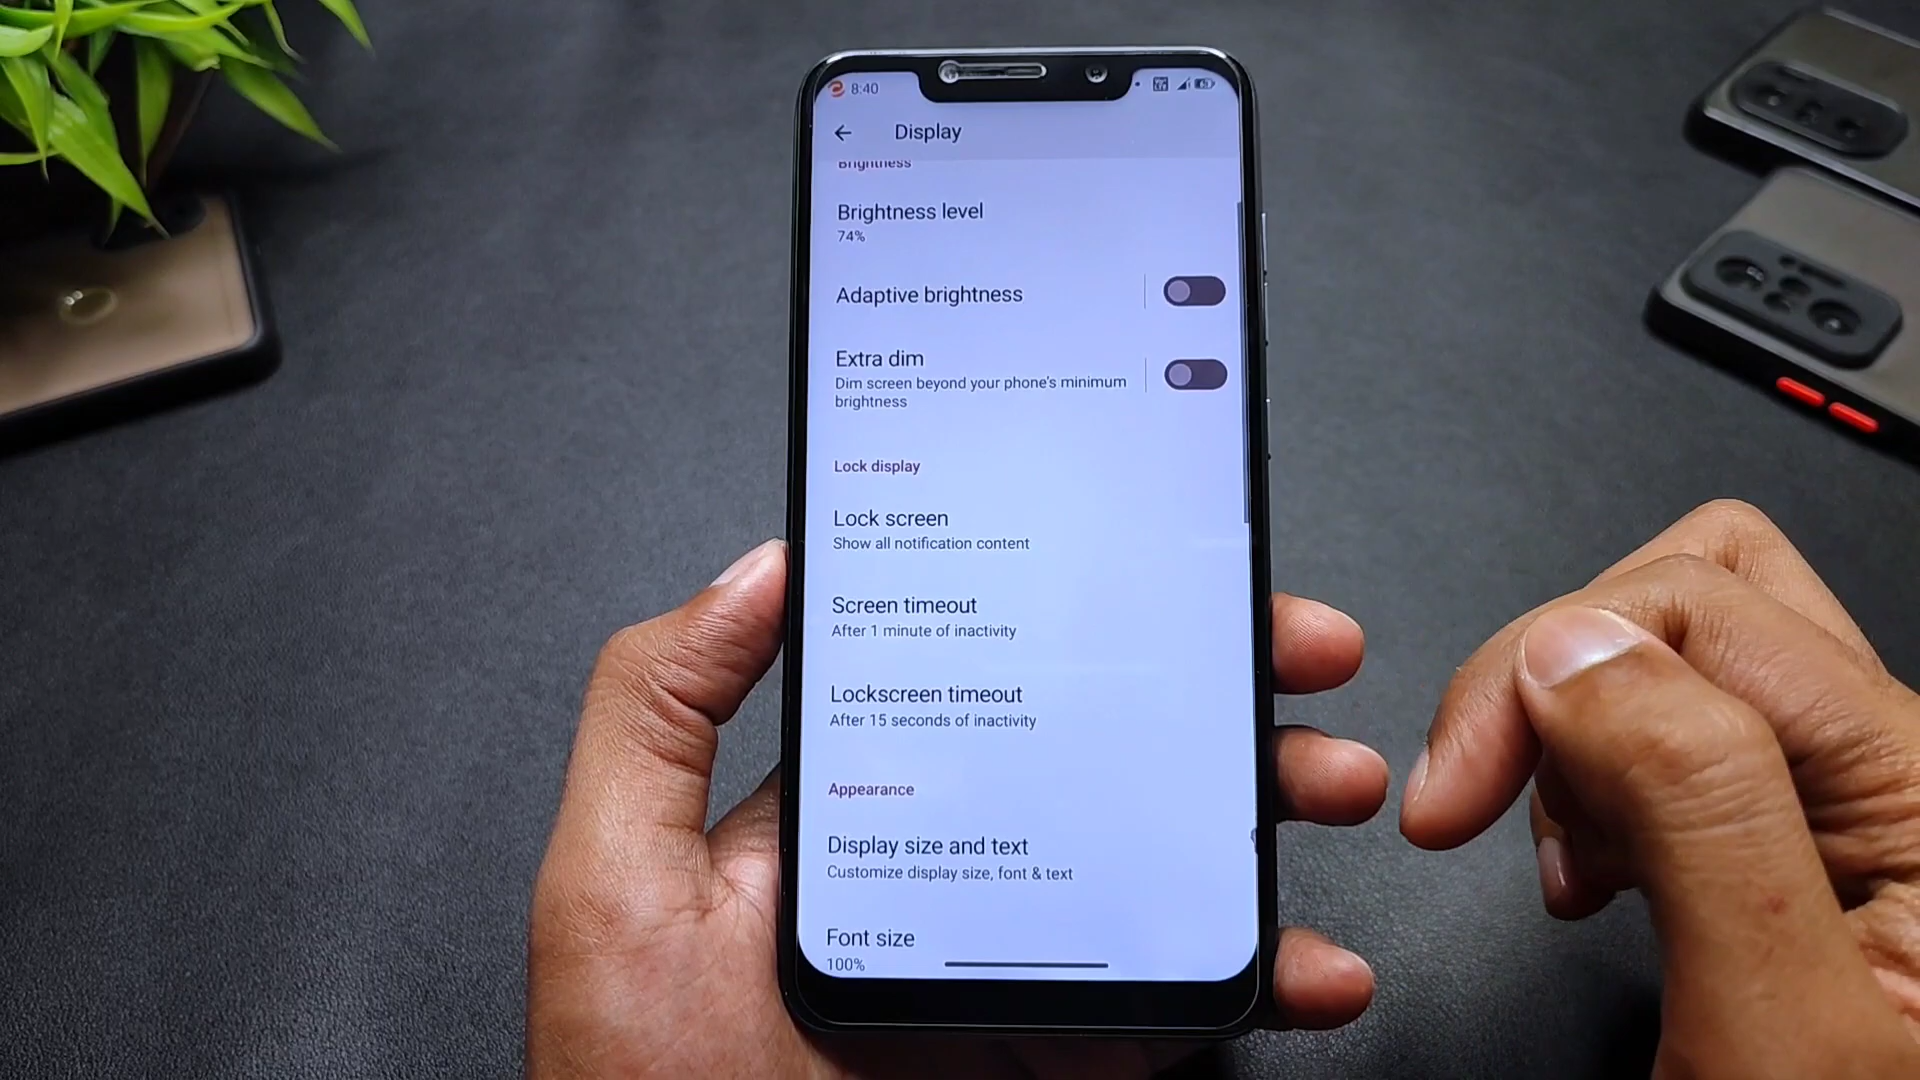 8:40
Display
Brightness
Brightness level
74%
Adaptive brightness
Extra dim
Dim screen beyond your phone's minimum
brightness
Lock display
Lock screen
Show all notification content
Screen timeout
After 1 minute of inactivity
Lockscreen timeout
After 15 seconds of inactivity
Appearance
Display size and text
Customize display size, font & text
Font size
100%